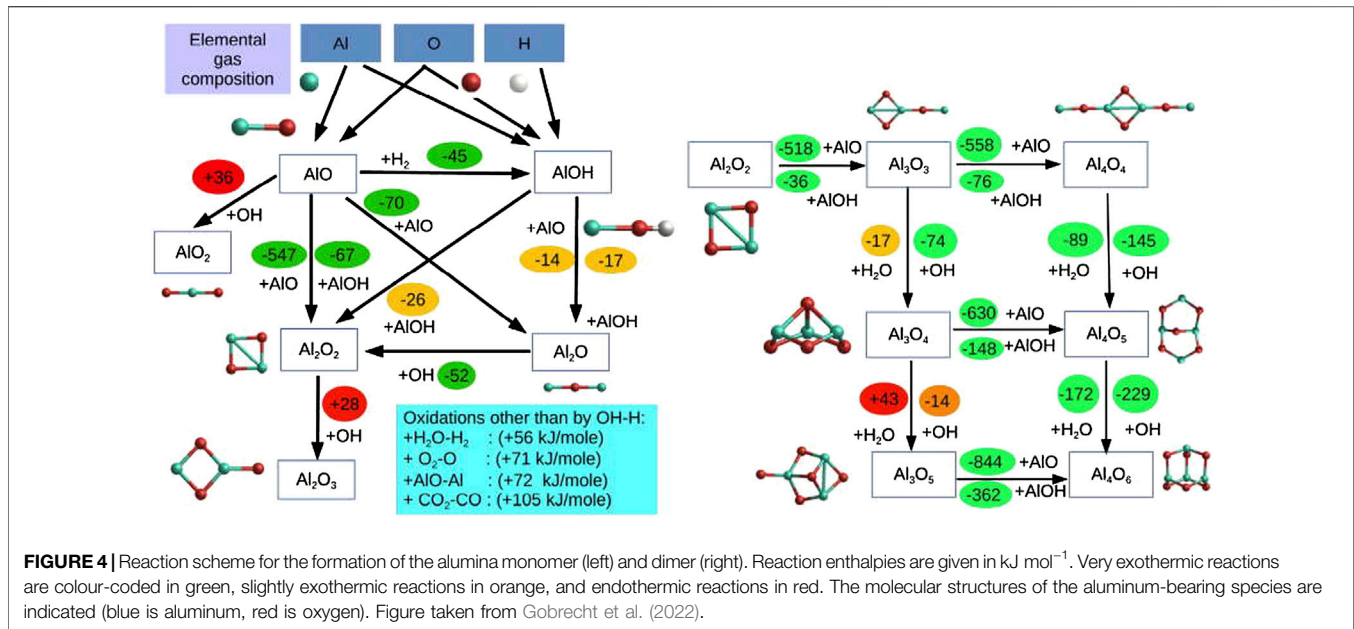 Elemental
gas
composition
Al
O
H
+H₂
-45
AlO
AlOH
+36
+OH
-70
+AlO
+AlO
AlO₂
-547
-67
+AlO
+AlOH
-14
-17
-26
+AlOH
+AlOH
Al₂O₂
Al₂O
+OH
-52
+28
+OH
Al₂O₃
Oxidations other than by OH-H:
+H₂O-H₂ : (+56 kJ/mole)
+ O₂-O : (+71 kJ/mole)
+AlO-Al : (+72 kJ/mole)
+ CO₂-CO : (+105 kJ/mole)
Al₂O₂
-518
+AlO
-36
+AlOH
Al₃O₃
-558
+AlO
-76
+AlOH
Al₄O₄
-17
-74
+H₂O
+OH
-89
-145
+H₂O
+OH
Al₃O₄
-630
+AlO
-148
+AlOH
Al₄O₅
+43
-14
+H₂O
+OH
-172
-229
+H₂O
+OH
Al₃O₅
-844
+AlO
-362
+AlOH
Al₄O₆
FIGURE 4 | Reaction scheme for the formation of the alumina monomer (left) and dimer (right). Reaction enthalpies are given in kJ mol⁻¹. Very exothermic reactions
are colour-coded in green, slightly exothermic reactions in orange, and endothermic reactions in red. The molecular structures of the aluminum-bearing species are
indicated (blue is aluminum, red is oxygen). Figure taken from Gobrecht et al. (2022).